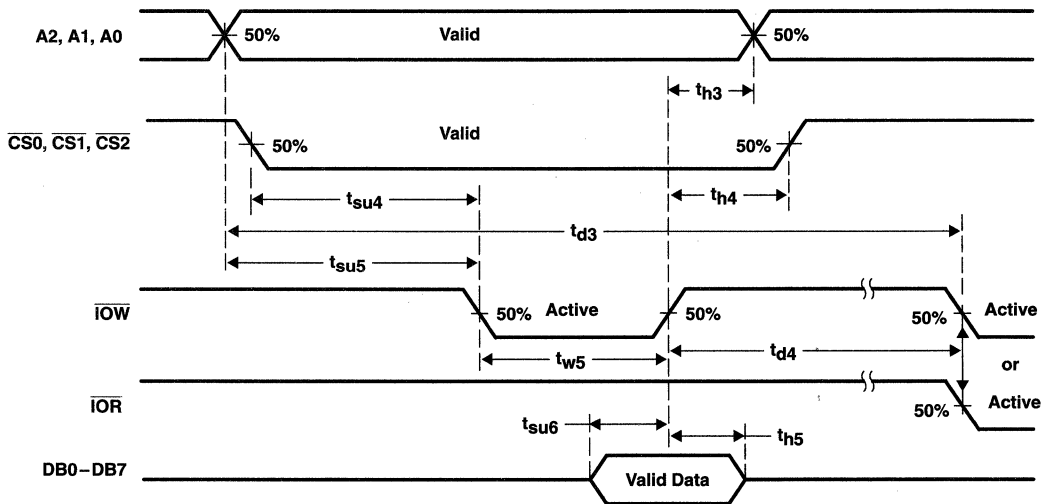 A2, A1, A0
50%
Valid
50%
th3
CS0, CS1, CS2
50%
Valid
50%
tsu4
th4
td3
tsu5
IOW
50%
Active
50%
50%
Active
tw5
td4
or
IOR
50%
Active
tsu6
th5
DB0–DB7
Valid Data